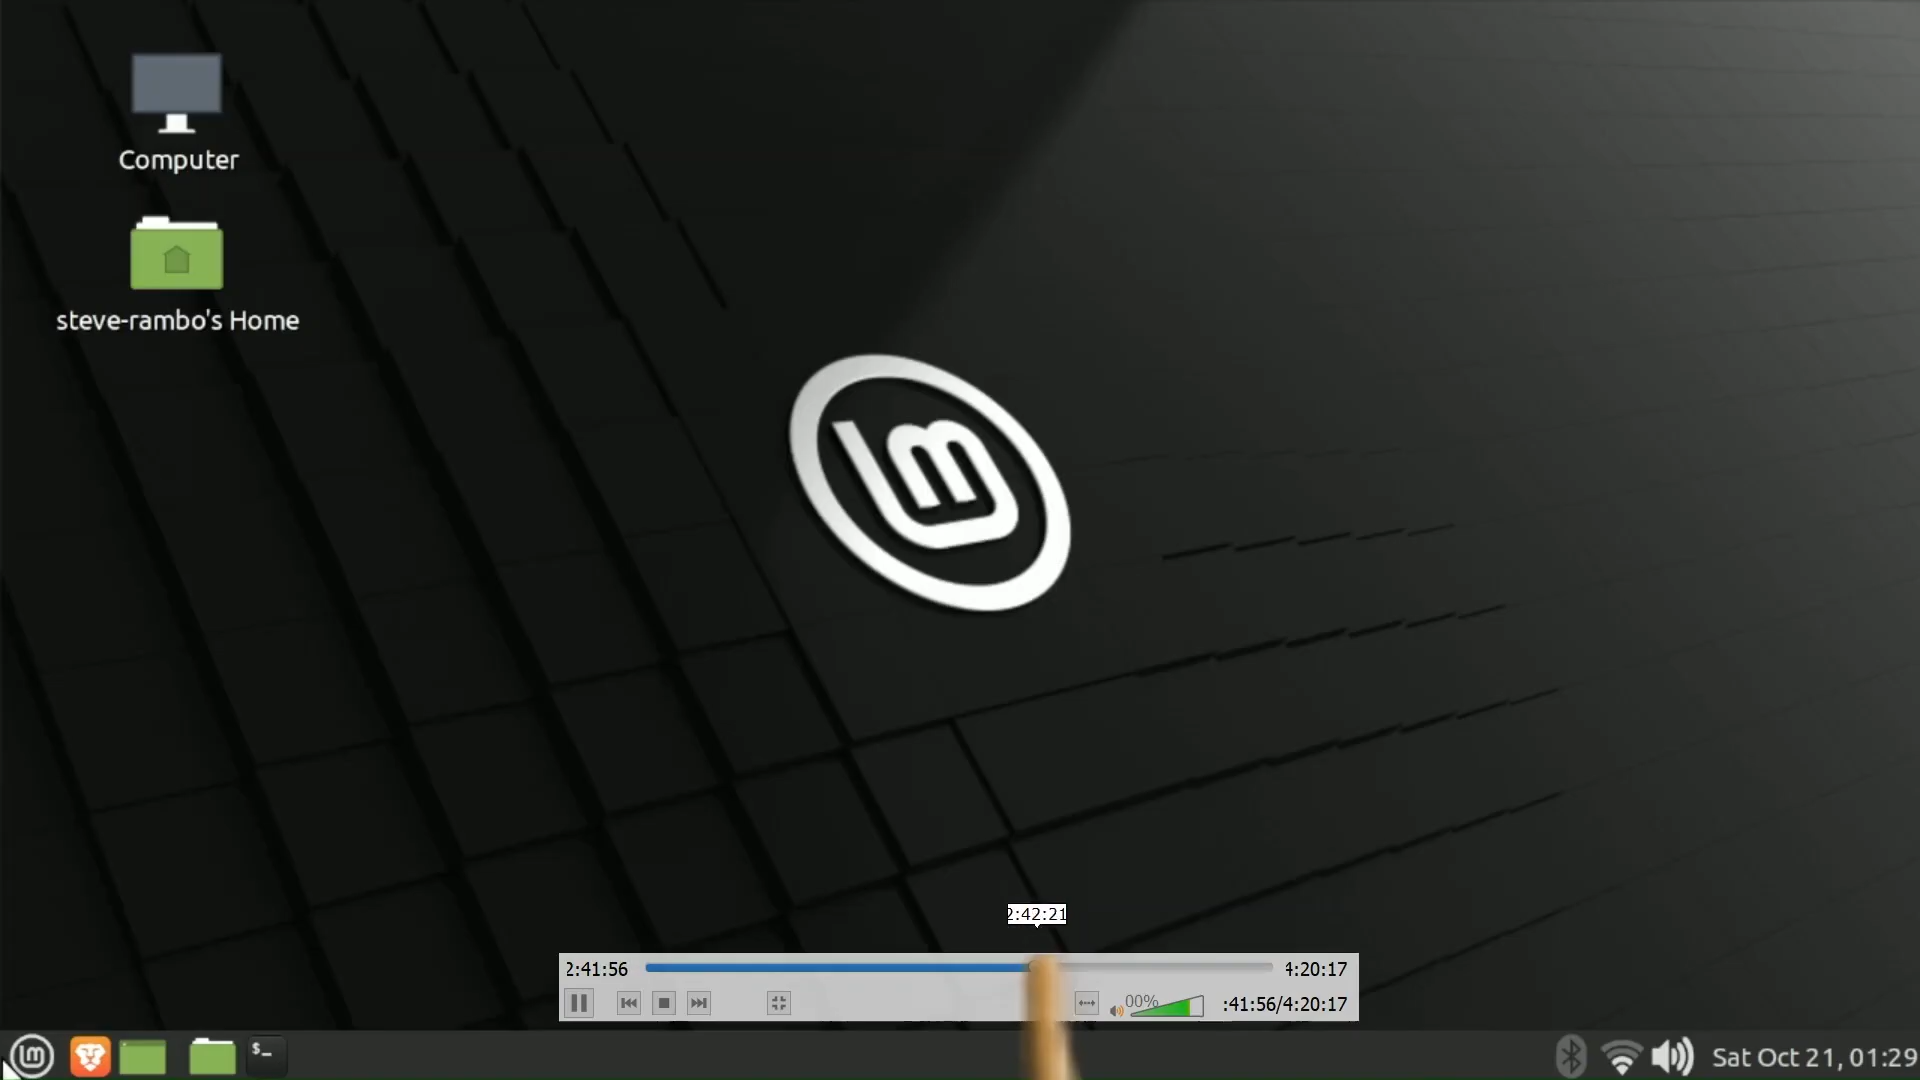 Computer
steve-rambo's Home
2:42:21
2:41:56
4:20:17
00%
:41:56/4:20:17
$_
Sat Oct 21, 01:29